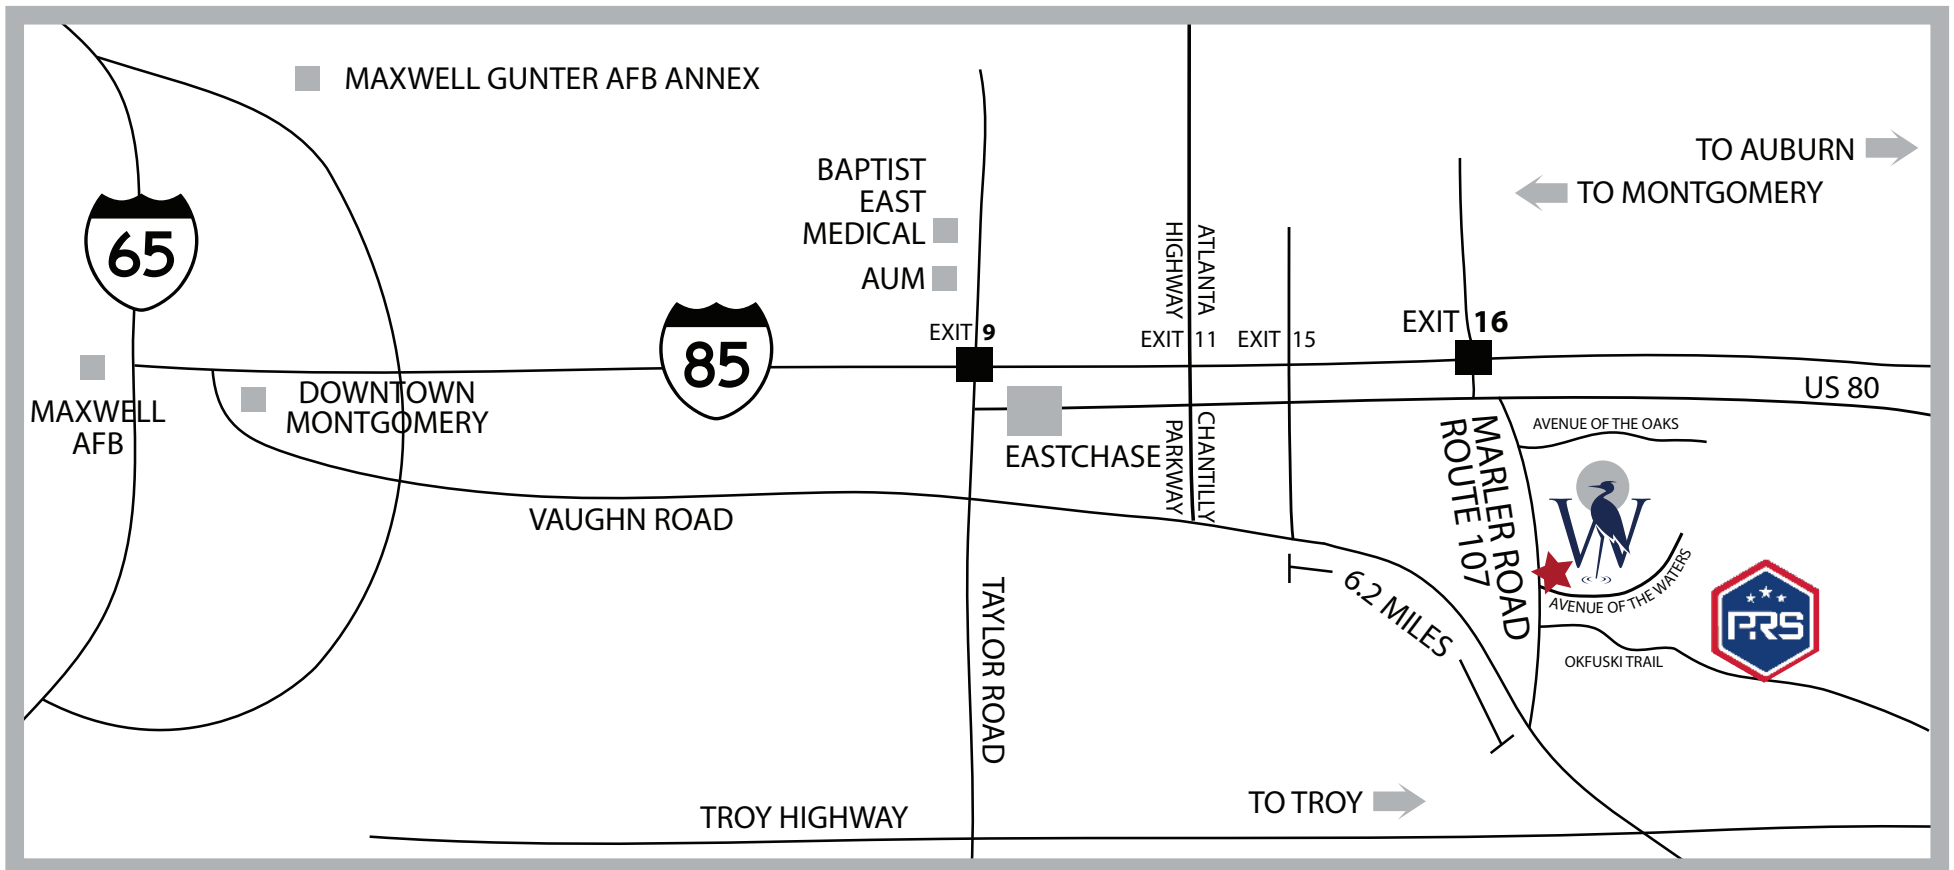 MAXWELL GUNTER AFB ANNEX
TO AUBURN
TO MONTGOMERY
BAPTIST
EAST
MEDICAL
AUM
65
85
ATLANTA
HIGHWAY
EXIT 9
EXIT 11
EXIT 15
EXIT 16
MAXWELL
AFB
DOWNTOWN
MONTGOMERY
US 80
EASTCHASE
CHANTILLY
PARKWAY
MARLER ROAD
ROUTE 107
AVENUE OF THE OAKS
W
AVENUE OF THE WATERS
PRS
OKFUSKI TRAIL
VAUGHN ROAD
6.2 MILES
TAYLOR ROAD
TO TROY
TROY HIGHWAY